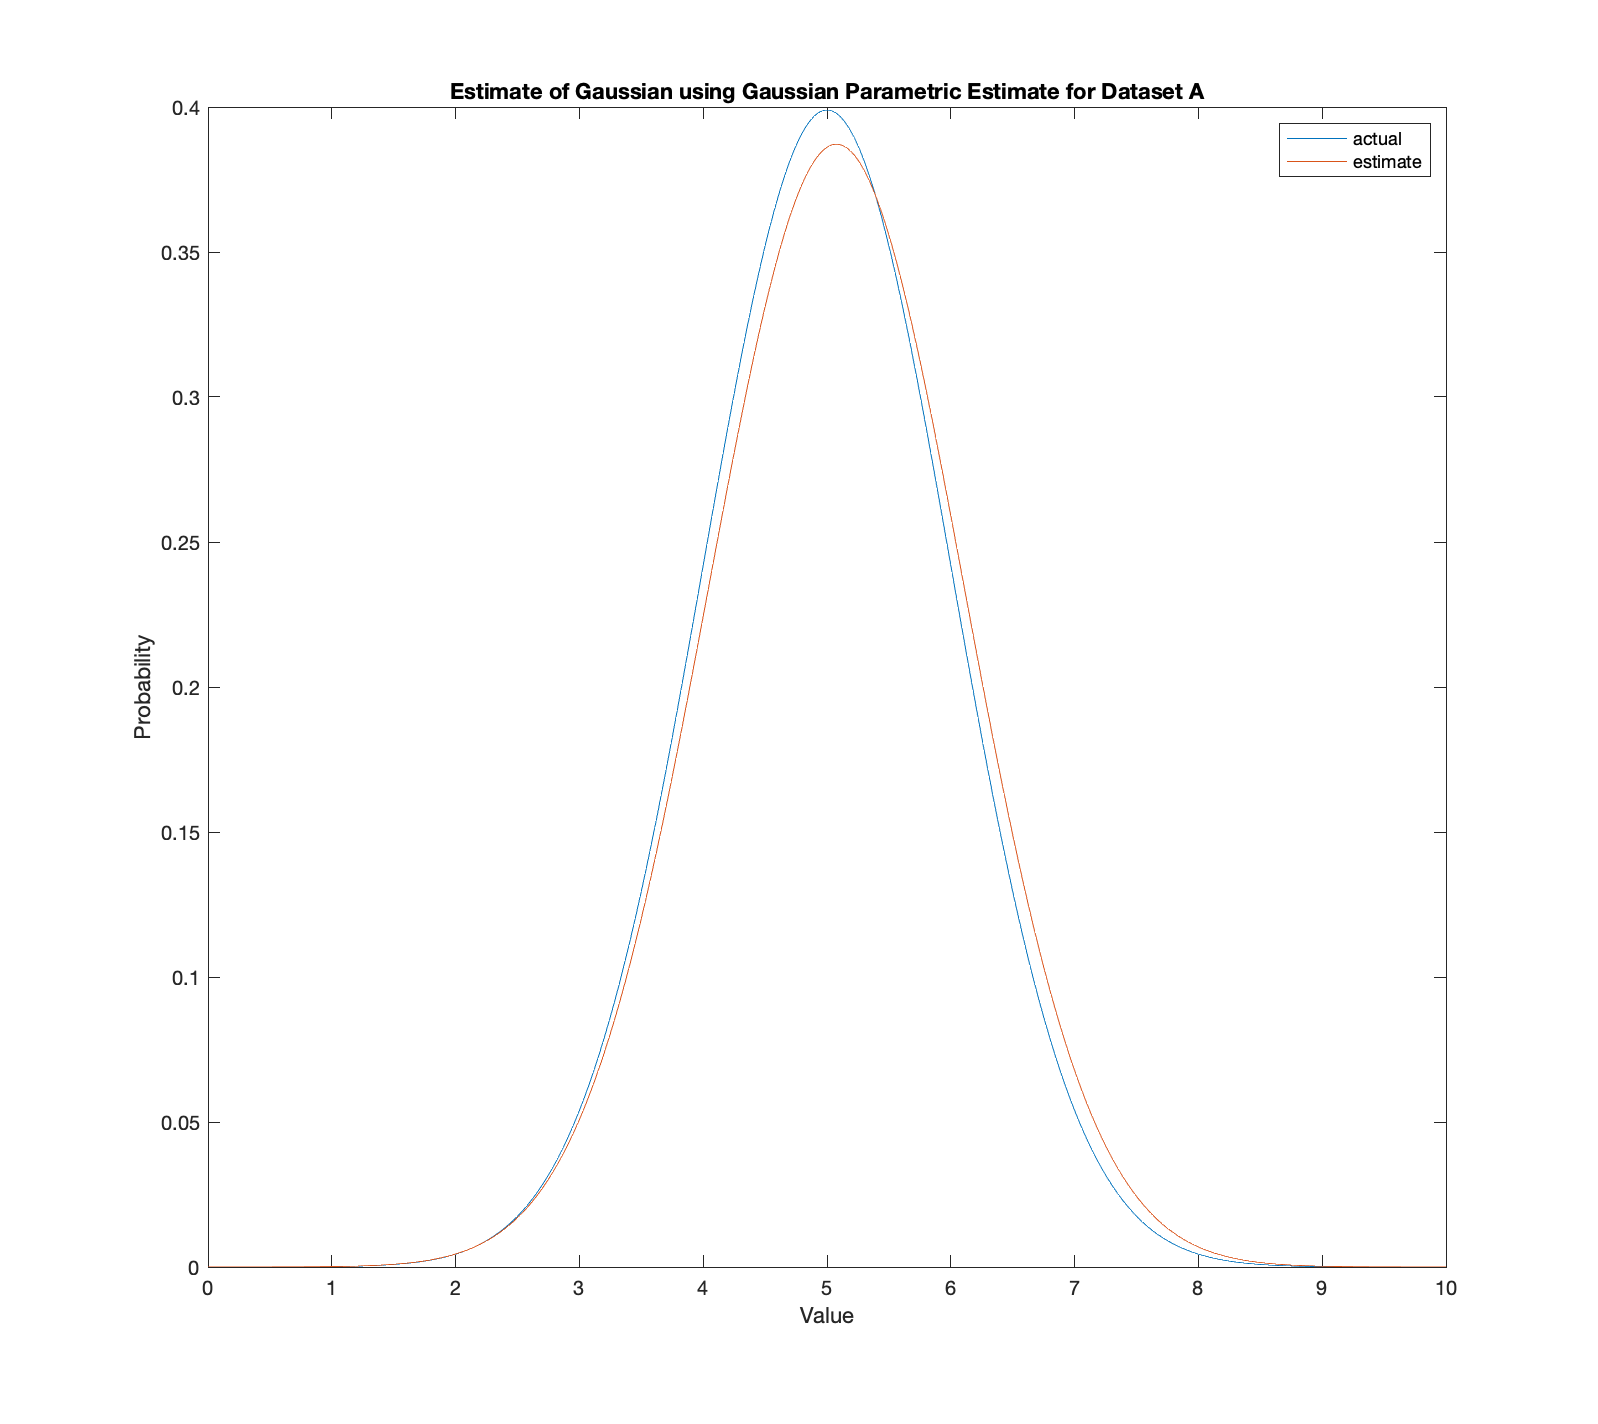 Estimate of Gaussian using Gaussian Parametric Estimate for Dataset A
actual
estimate
0.4
0.35
0.3
0.25
0.2
0.15
0.1
0.05
0
Probability
0 1 2 3 4 5 6 7 8 9 10
Value